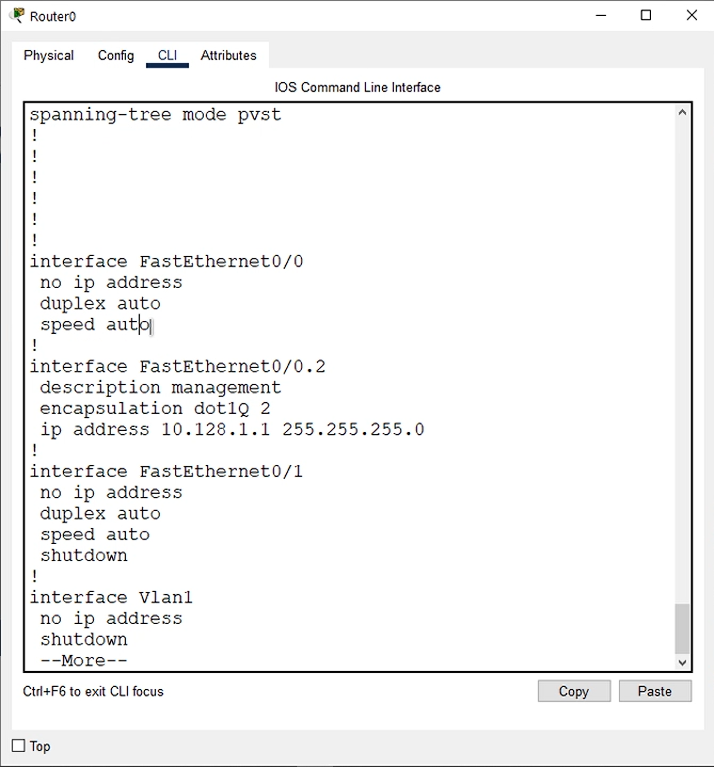 Router0
Physical Config CLI Attributes
IOS Command Line Interface
spanning-tree mode pvst
!
!
!
!
!
!
interface FastEthernet0/0
 no ip address
 duplex auto
 speed auto
!
interface FastEthernet0/0.2
 description management
 encapsulation dot1Q 2
 ip address 10.128.1.1 255.255.255.0
!
interface FastEthernet0/1
 no ip address
 duplex auto
 speed auto
 shutdown
!
interface Vlan1
 no ip address
 shutdown
 --More--
Ctrl+F6 to exit CLI focus Copy Paste
Top